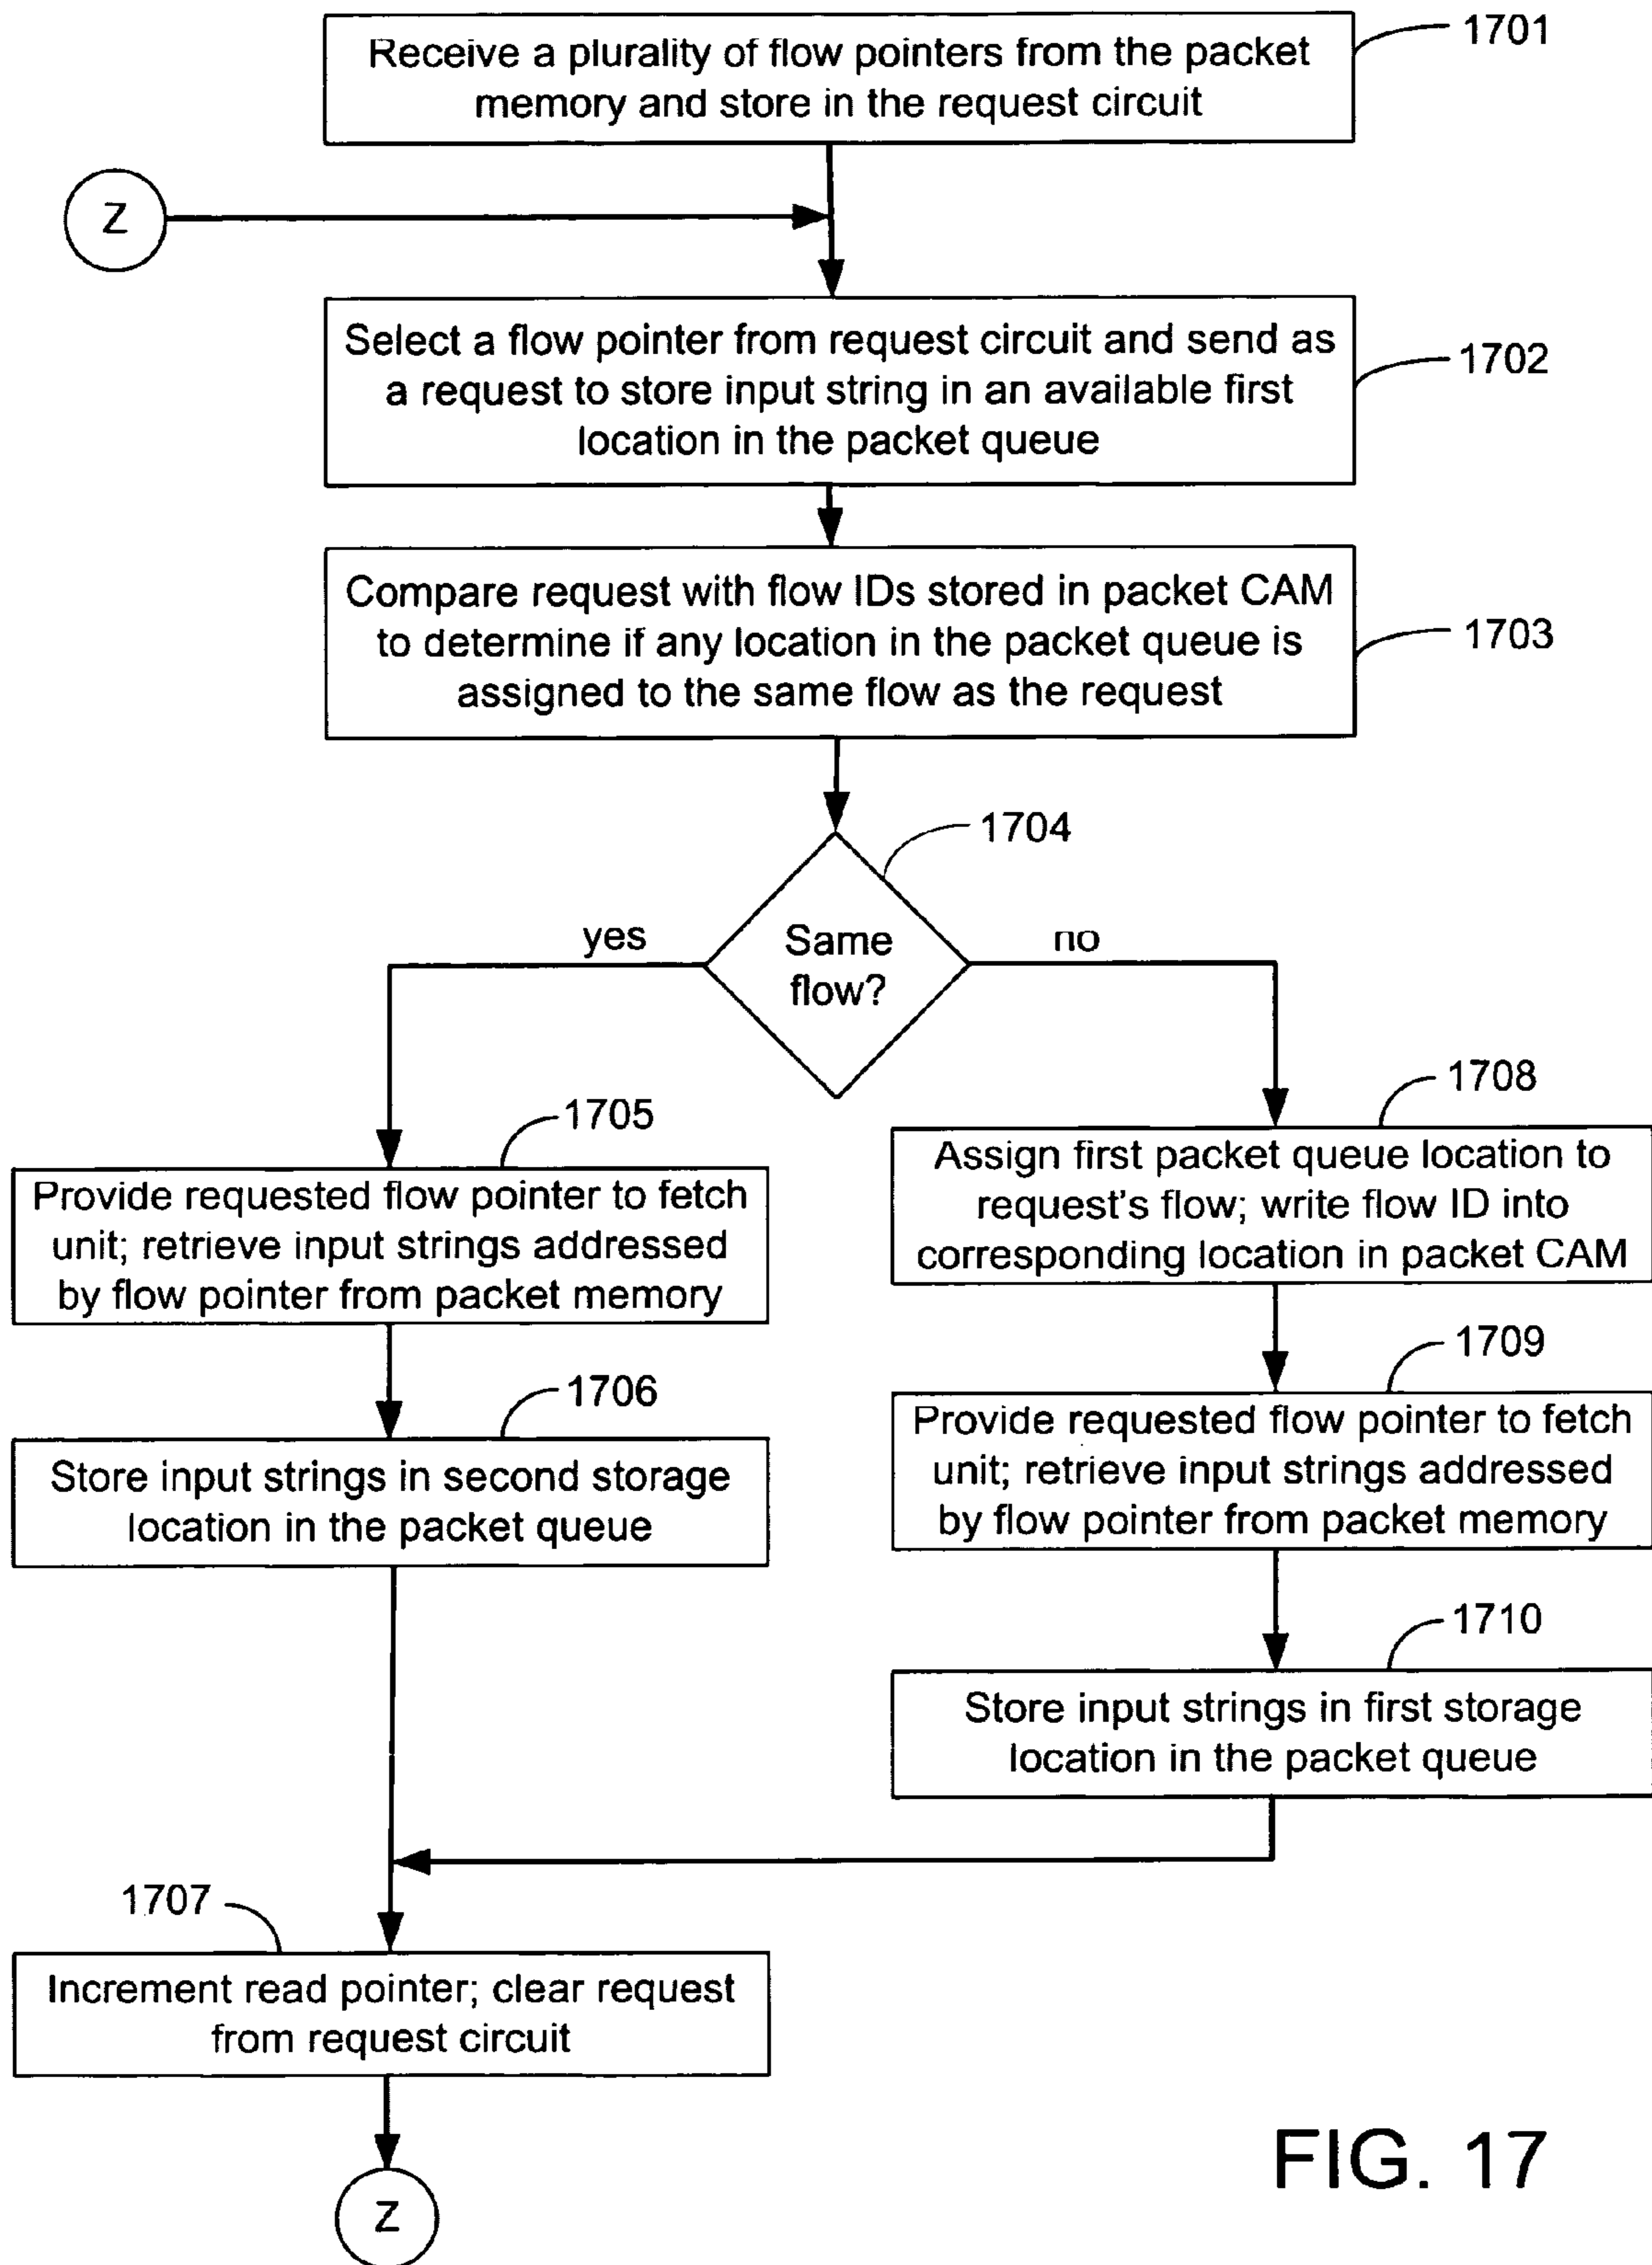 Receive a plurality of flow pointers from the packet
memory and store in the request circuit
1701
Z
Select a flow pointer from request circuit and send as
a request to store input string in an available first
location in the packet queue
1702
Compare request with flow IDs stored in packet CAM
to determine if any location in the packet queue is
assigned to the same flow as the request
1703
1704
Same
flow?
yes
no
1705
Provide requested flow pointer to fetch
unit; retrieve input strings addressed
by flow pointer from packet memory
1708
Assign first packet queue location to
request's flow; write flow ID into
corresponding location in packet CAM
1706
Store input strings in second storage
location in the packet queue
1709
Provide requested flow pointer to fetch
unit; retrieve input strings addressed
by flow pointer from packet memory
1710
Store input strings in first storage
location in the packet queue
1707
Increment read pointer; clear request
from request circuit
Z
FIG. 17